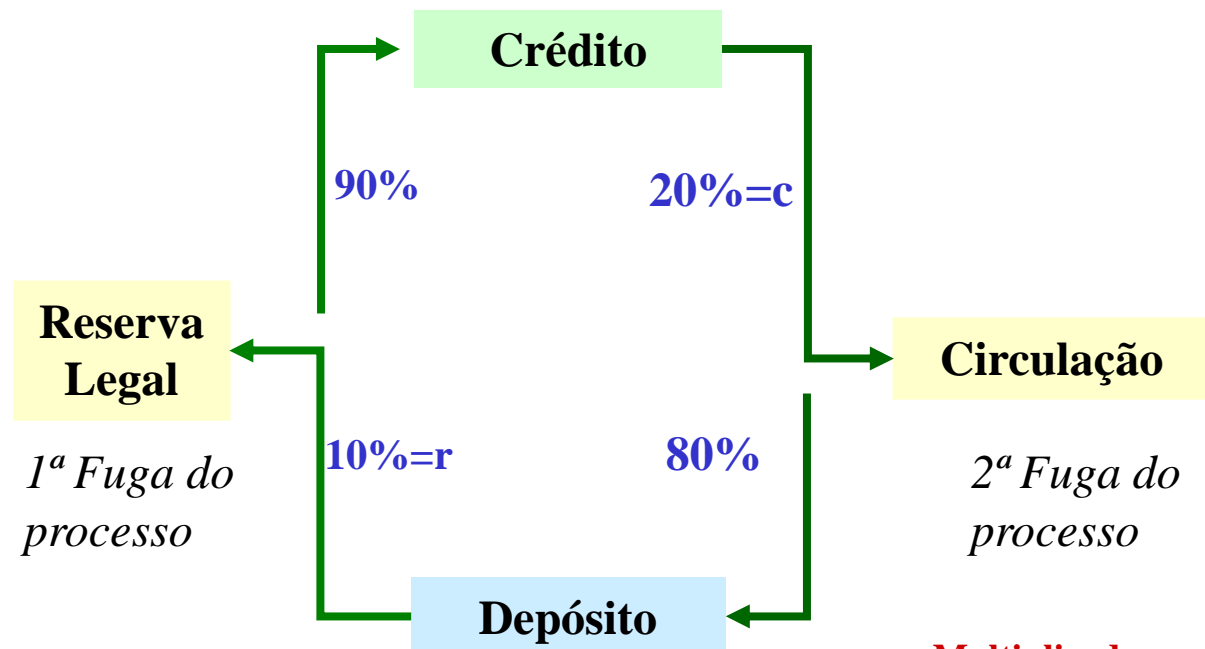 Crédito
90%
20%=c
Reserva
Legal
Circulação
10%=r
80%
1ª Fuga do
processo
2ª Fuga do
processo
Depósito